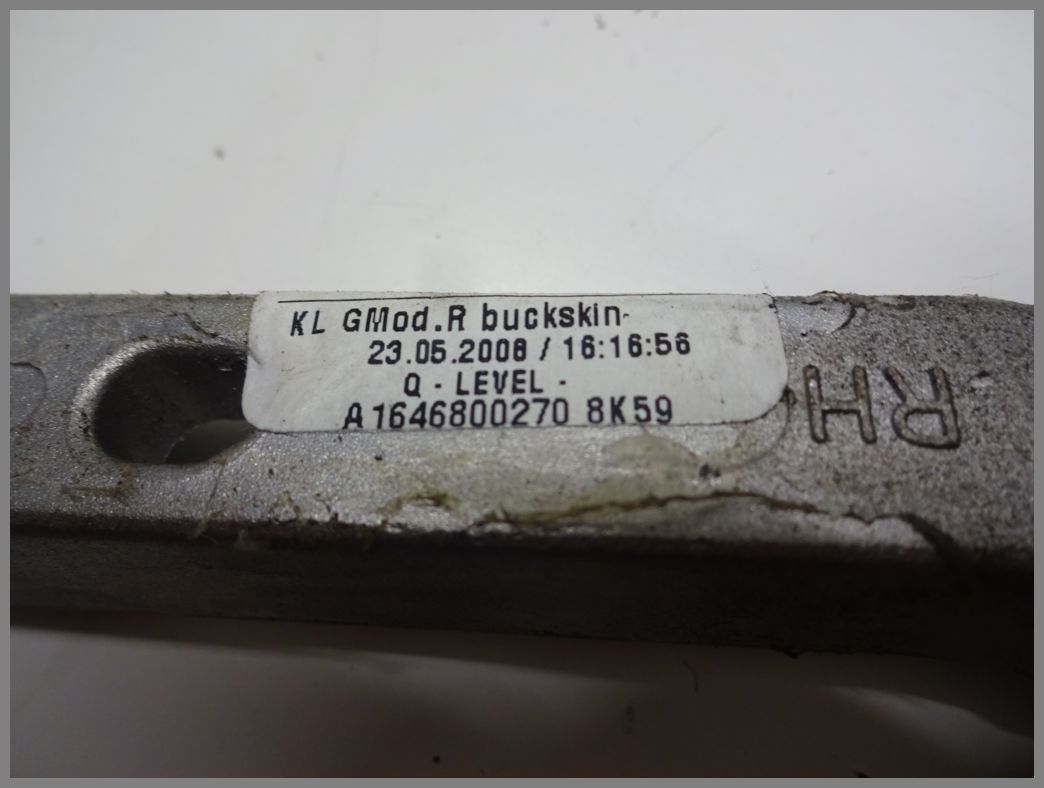 KL GMod.R buckskin-
23.05.2008 / 16:16:56
Q - LEVEL -
A1646800270 8K59
RH